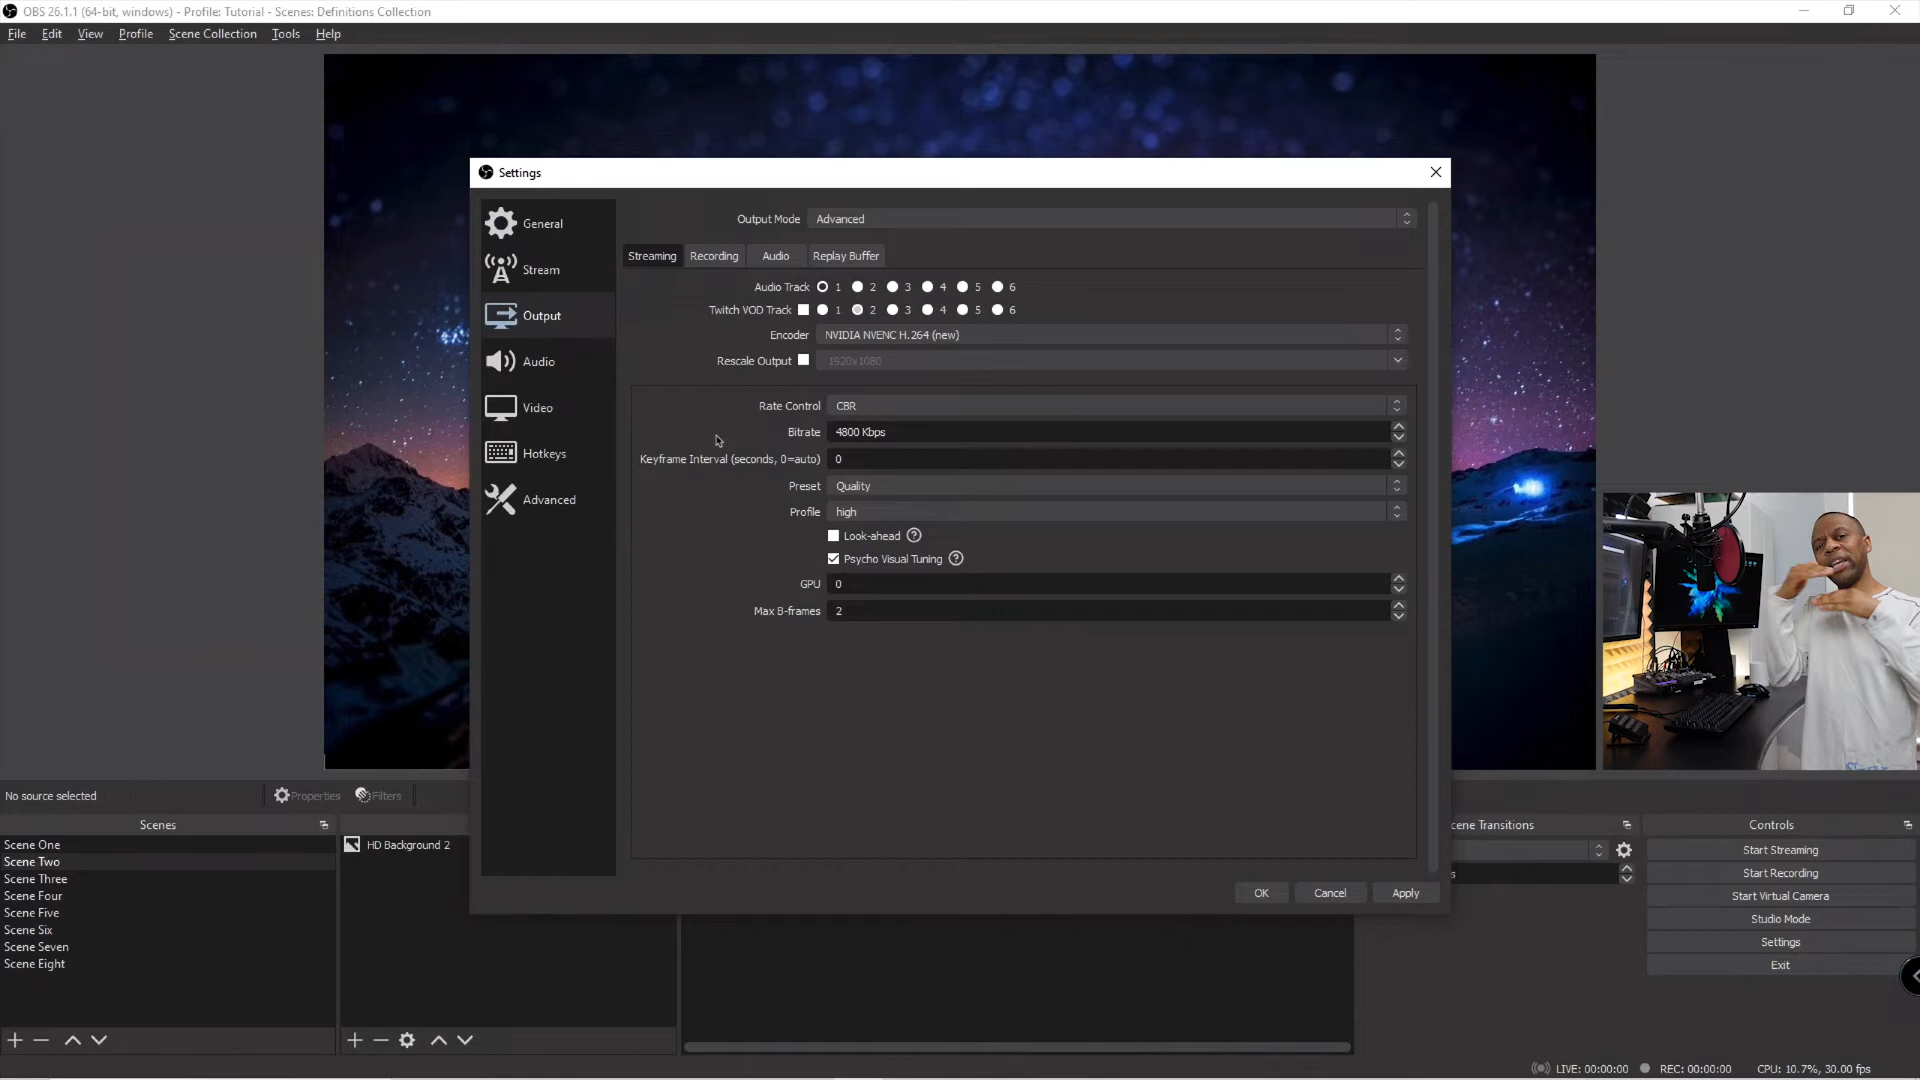 OBS 26.1.1 (64-bit, windows) - Profile: Tutorial - Scenes: Definitions Collection
File Edit View Profile Scene Collection Tools Help
Settings
General
Stream
Output
Audio
Video
Hotkeys
Advanced
Output Mode Advanced
Streaming Recording Audio Replay Buffer
Audio Track 1 2 3 4 5 6
Twitch VOD Track 1 2 3 4 5 6
Encoder NVIDIA NVENC H.264 (new)
Rescale Output 1920x1080
Rate Control CBR
Bitrate 4800 Kbps
Keyframe Interval (seconds, 0=auto) 0
Preset Quality
Profile high
Look-ahead ?
Psycho Visual Tuning ?
GPU 0
Max B-frames 2
OK Cancel Apply
No source selected Properties Filters
Scenes
Scene One
Scene Two
Scene Three
Scene Four
Scene Five
Scene Six
Scene Seven
Scene Eight
HD Background 2
cene Transitions
s
Controls
Start Streaming
Start Recording
Start Virtual Camera
Studio Mode
Settings
Exit
LIVE: 00:00:00 REC: 00:00:00 CPU: 10.7%, 30.00 fps